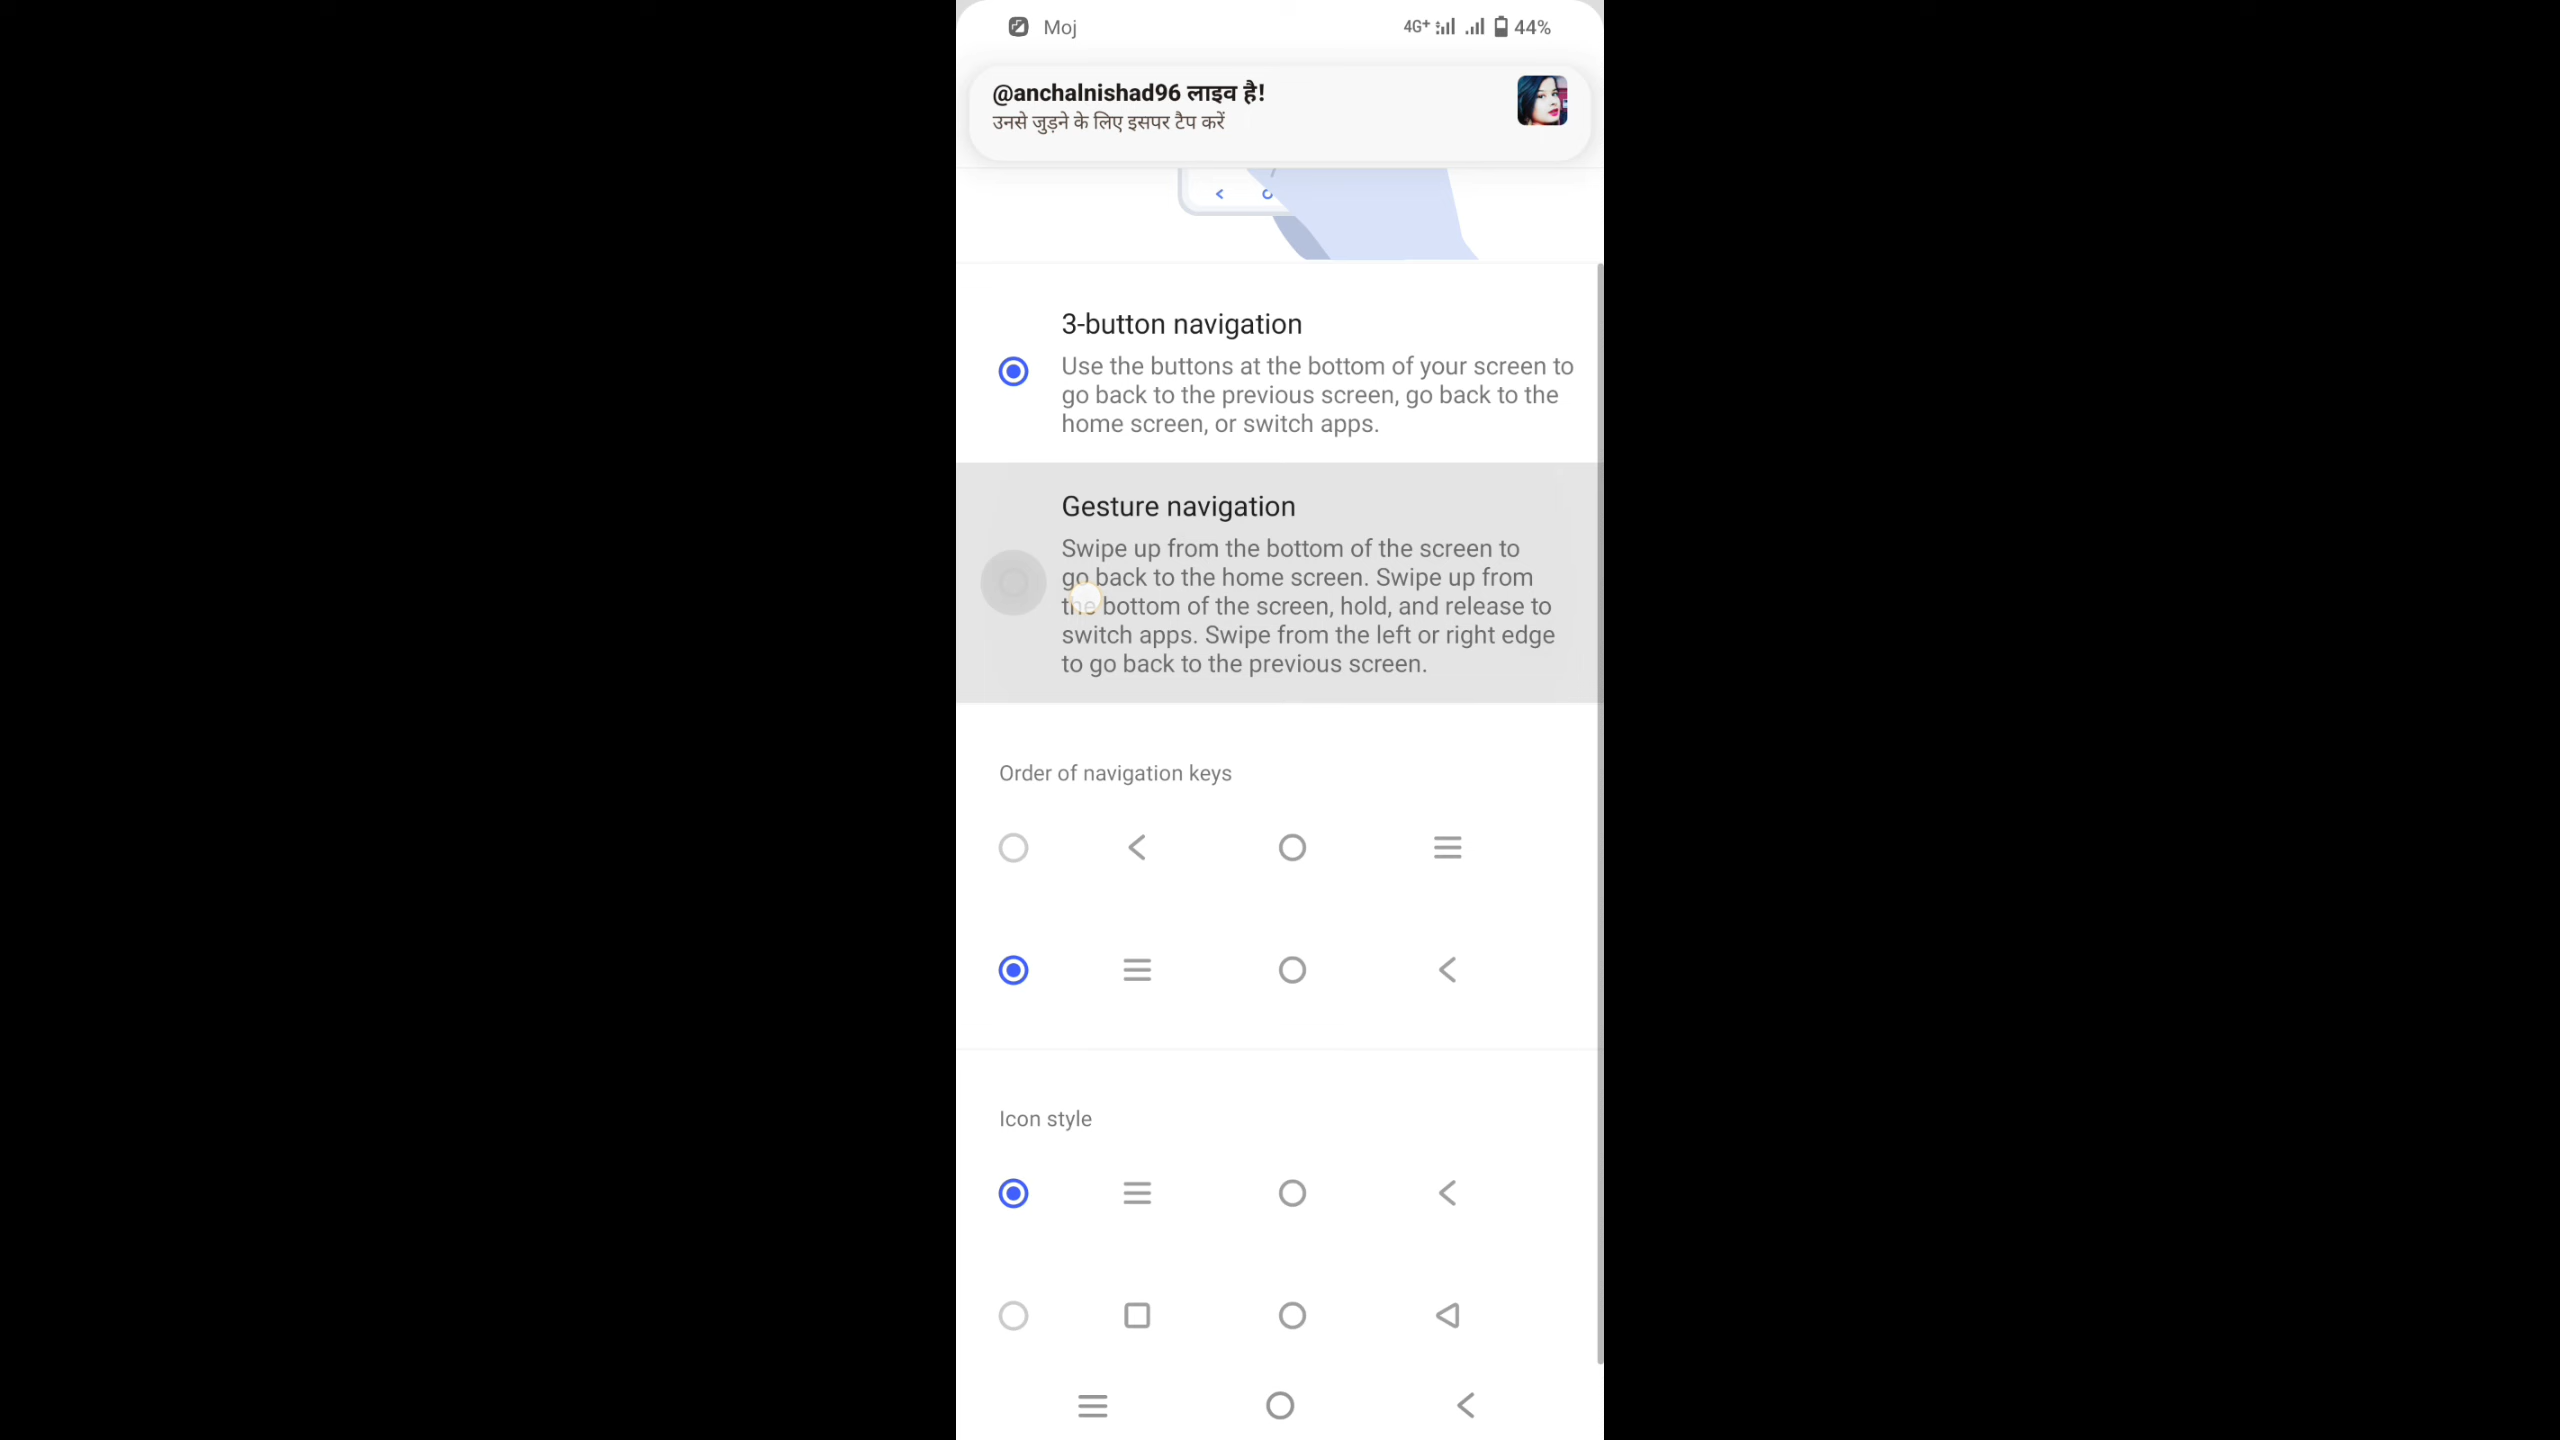 Moj
4G+ 44%
@anchalnishad96 लाइव है!
उनसे जुड़ने के लिए इसपर टैप करें
3-button navigation
Use the buttons at the bottom of your screen to
go back to the previous screen, go back to the
home screen, or switch apps.
Gesture navigation
Swipe up from the bottom of the screen to
go back to the home screen. Swipe up from
the bottom of the screen, hold, and release to
switch apps. Swipe from the left or right edge
to go back to the previous screen.
Order of navigation keys
Icon style